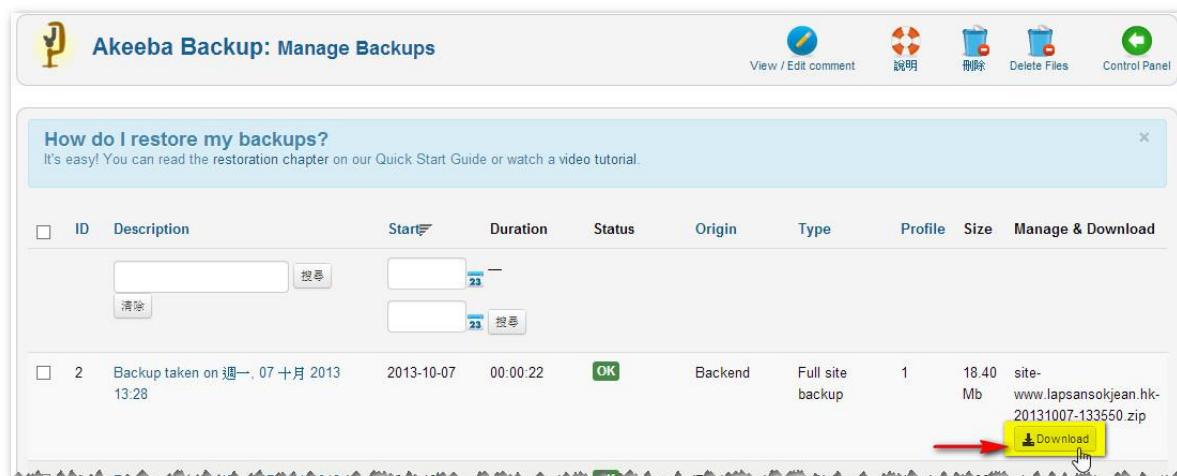 Akeeba Backup: Manage Backups
View / Edit comment
說明
刪除
Delete Files
Control Panel
How do I restore my backups?
×
It's easy! You can read the restoration chapter on our Quick Start Guide or watch a video tutorial.
ID Description Start Duration Status Origin Type Profile Size Manage & Download
搜尋
23
—
清除
23
搜尋
2 Backup taken on 週一, 07 十月 2013 2013-10-07 00:00:22 OK Backend Full site 1 18.40 site-
13:28 backup Mb www.lapsansokjean.hk-
20131007-133550.zip
Download